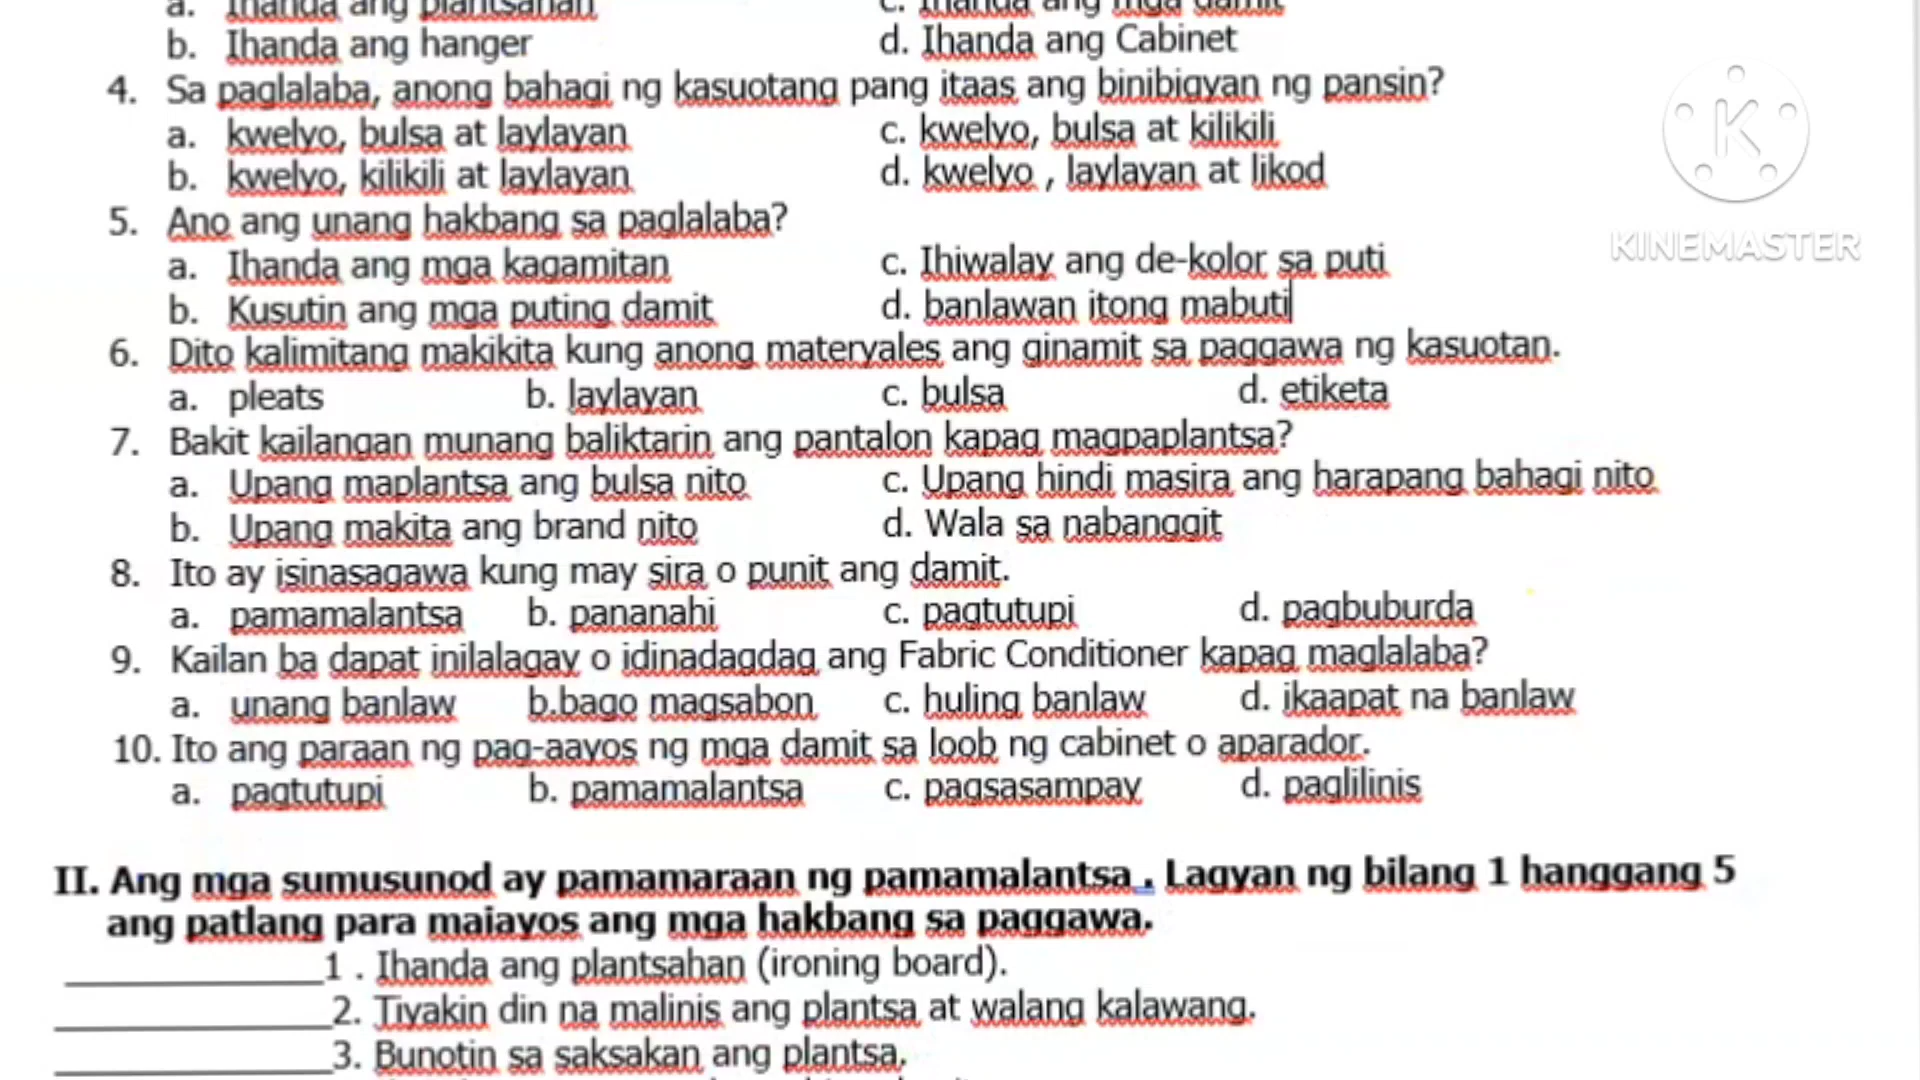 a. Ihanda ang plantsahan c. Ihanda ang mga damit
b. Ihanda ang hanger d. Ihanda ang Cabinet
4. Sa paglalaba, anong bahagi ng kasuotang pang itaas ang binibigyan ng pansin?
a. kwelyo, bulsa at laylayan c. kwelyo, bulsa at kilikili
b. kwelyo, kilikili at laylayan d. kwelyo , laylayan at likod
5. Ano ang unang hakbang sa paglalaba?
a. Ihanda ang mga kagamitan c. Ihiwalay ang de-kolor sa puti
b. Kusutin ang mga puting damit d. banlawan itong mabuti
6. Dito kalimitang makikita kung anong materyales ang ginamit sa paggawa ng kasuotan.
a. pleats b. laylayan c. bulsa d. etiketa
7. Bakit kailangan munang baliktarin ang pantalon kapag magpaplantsa?
a. Upang maplantsa ang bulsa nito c. Upang hindi masira ang harapang bahagi nito
b. Upang makita ang brand nito d. Wala sa nabanggit
8. Ito ay isinasagawa kung may sira o punit ang damit.
a. pamamalantsa b. pananahi c. pagtutupi d. pagbuburda
9. Kailan ba dapat inilalagay o idinadagdag ang Fabric Conditioner kapag maglalaba?
a. unang banlaw b.bago magsabon c. huling banlaw d. ikaapat na banlaw
10. Ito ang paraan ng pag-aayos ng mga damit sa loob ng cabinet o aparador.
a. pagtutupi b. pamamalantsa c. pagsasampay d. paglilinis
II. Ang mga sumusunod ay pamamaraan ng pamamalantsa . Lagyan ng bilang 1 hanggang 5
ang patlang para maiayos ang mga hakbang sa paggawa.
____________1 . Ihanda ang plantsahan (ironing board).
____________2. Tiyakin din na malinis ang plantsa at walang kalawang.
____________3. Bunotin sa saksakan ang plantsa.
K
KINEMASTER